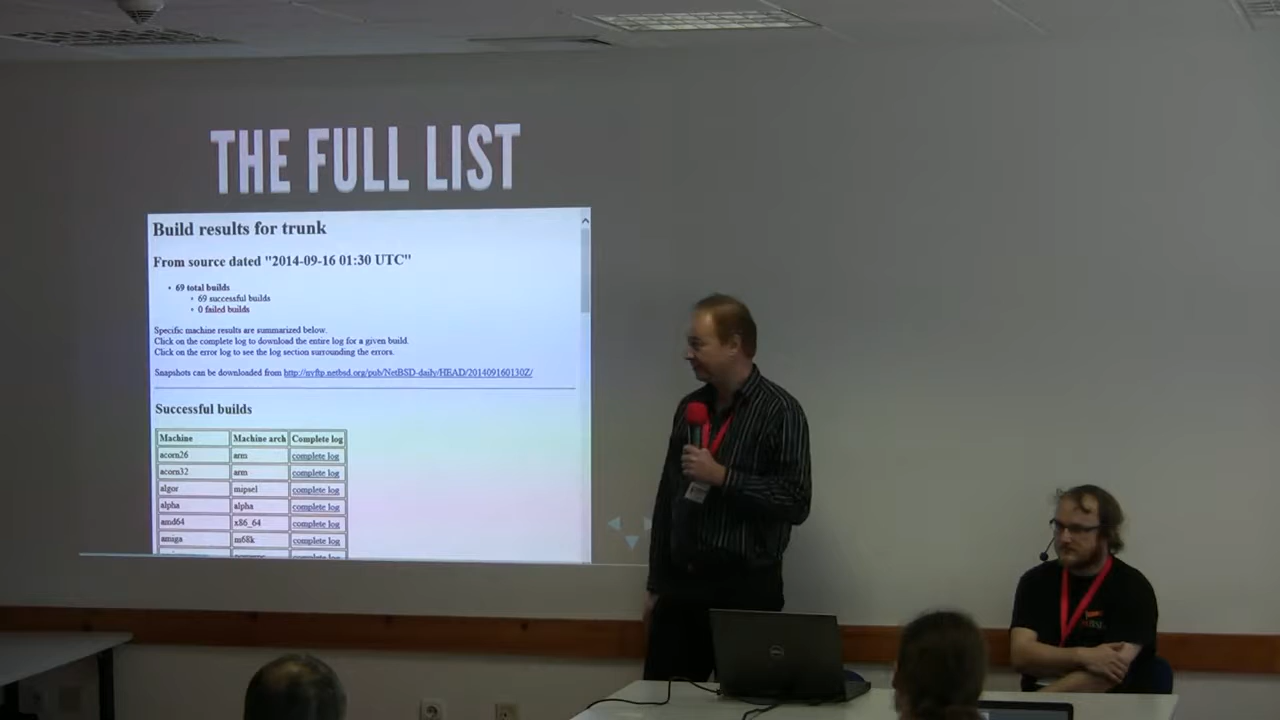 THE FULL LIST
Build results for trunk
From source dated "2014-09-16 01:30 UTC"
69 total builds
69 successful builds
0 failed builds
Specific machine results are summarized below.
Click on the complete log to download the entire log for a given build.
Click on the error log to see the log section surrounding the errors.
Snapshots can be downloaded from http://nyftp.netbsd.org/pub/NetBSD-daily/HEAD/201409160130Z/
Successful builds
Machine Machine arch Complete log
acorn26 arm complete log
acorn32 arm complete log
algor mipsel complete log
alpha alpha complete log
amd64 x86_64 complete log
amiga m68k complete log